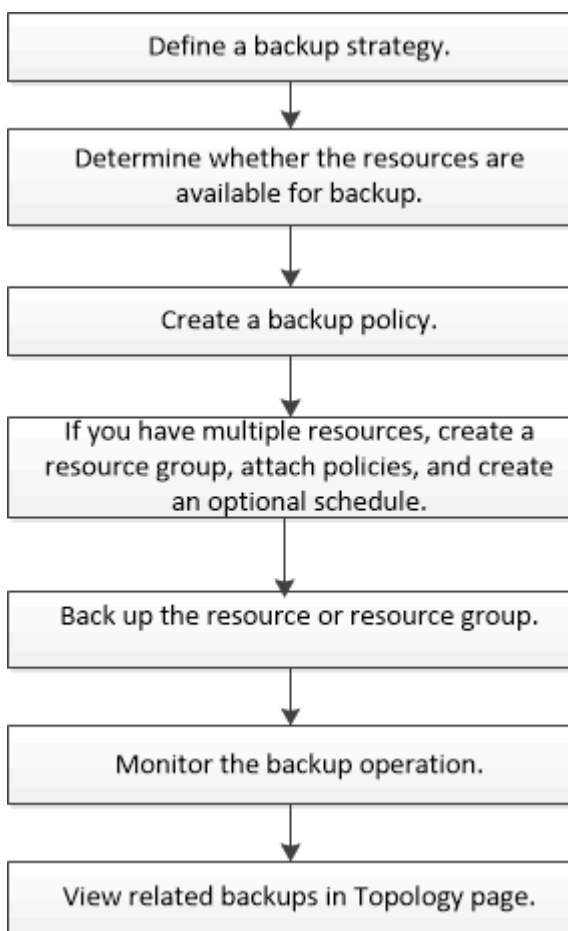 Define a backup strategy.
Determine whether the resources are
available for backup.
Create a backup policy.
If you have multiple resources, create a
resource group, attach policies, and create
an optional schedule.
Back up the resource or resource group.
Monitor the backup operation.
View related backups in Topology page.